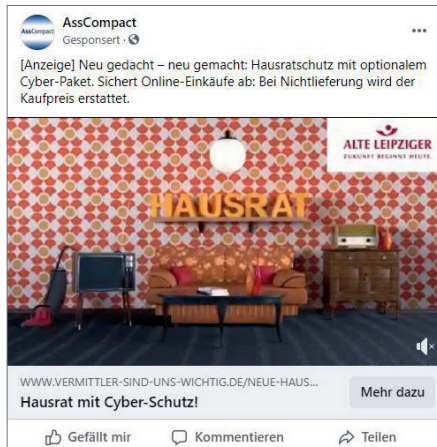 AssCompact
AssCompact
Gesponsert ·
[Anzeige] Neu gedacht – neu gemacht: Hausratschutz mit optionalem
Cyber-Paket. Sichert Online-Einkäufe ab: Bei Nichtlieferung wird der
Kaufpreis erstattet.
ALTE LEIPZIGER
ZUKUNFT BEGINNT HEUTE.
HAUSRAT
WWW.VERMITTLER-SIND-UNS-WICHTIG.DE/NEUE-HAUS...
Hausrat mit Cyber-Schutz!
Mehr dazu
Gefällt mir
Kommentieren
Teilen